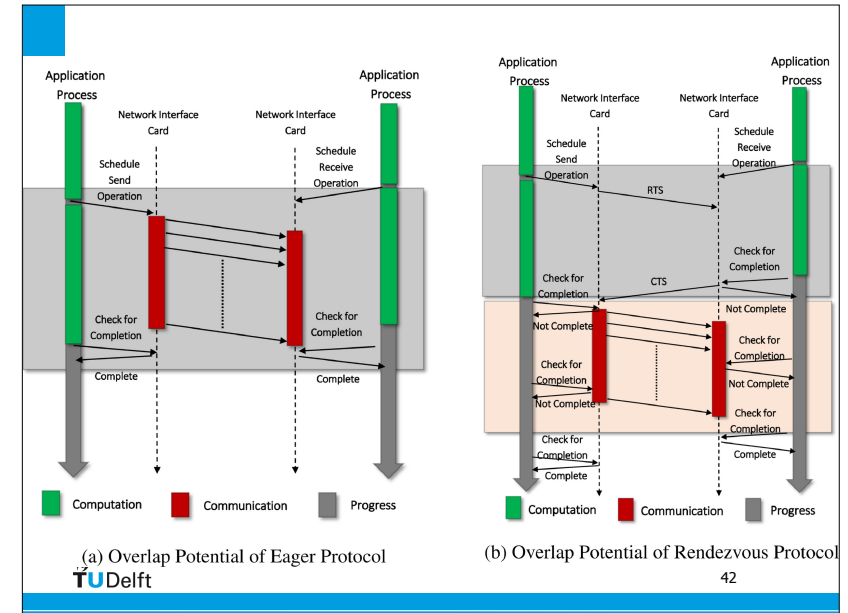 Application
Process
Network Interface
Card
Network Interface
Card
Application
Process
Schedule
Send
Operation
Schedule
Receive
Operation
Check for
Completion
Complete
Check for
Completion
Complete
Computation
Communication
Progress
(a) Overlap Potential of Eager Protocol
Application
Process
Network Interface
Card
Network Interface
Card
Application
Process
Schedule
Send
Operation
Schedule
Receive
Operation
RTS
Check for
Completion
CTS
Check for
Completion
Not Complete
Not Complete
Check for
Completion
Not Complete
Check for
Completion
Not Complete
Check for
Completion
Complete
Check for
Completion
Complete
Computation
Communication
Progress
(b) Overlap Potential of Rendezvous Protocol
TUDelft
42